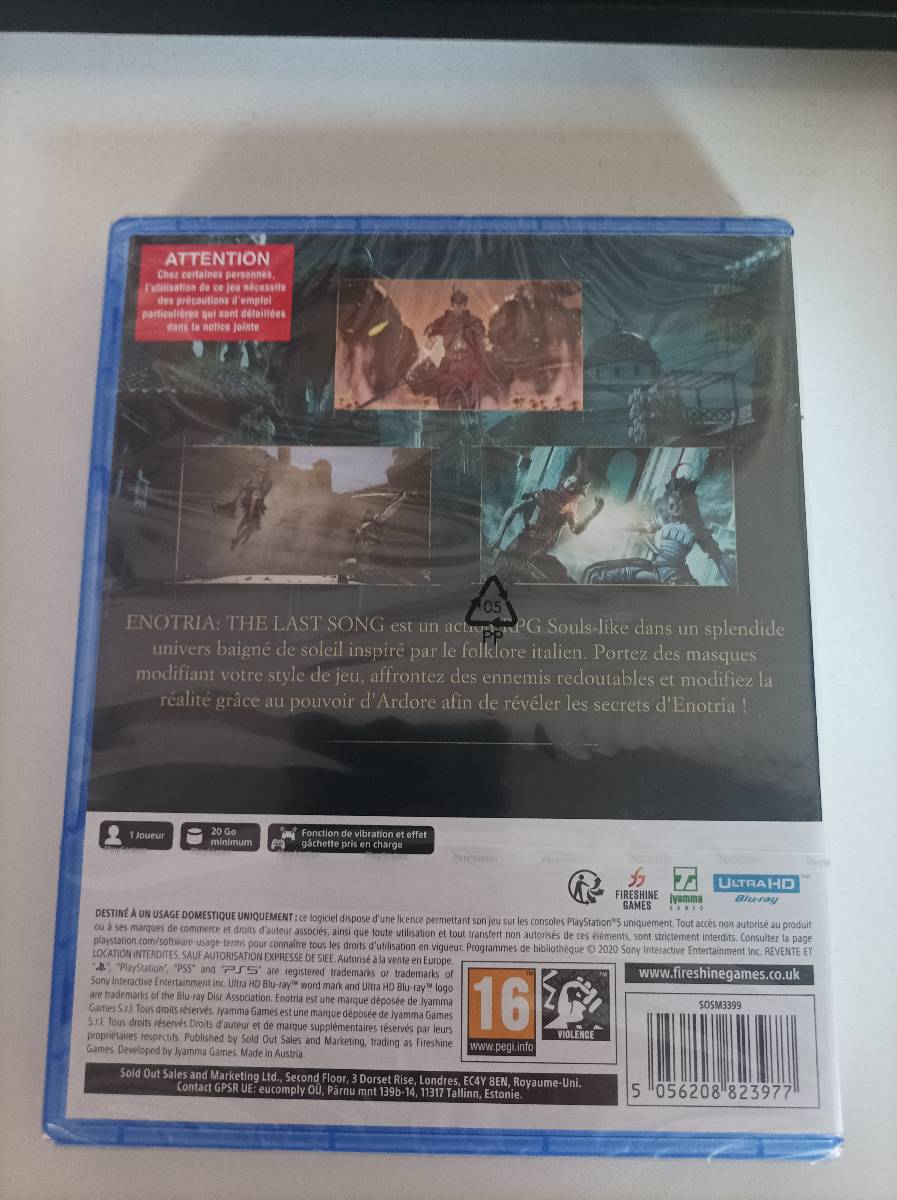 ATTENTION
Chez certaines personnes,
l'utilisation de ce jeu nécessite
des précautions d'emploi
particulières qui sont détaillées
dans la notice jointe
05
PP
ENOTRIA: THE LAST SONG est un action-RPG Souls-like dans un splendide
univers baigné de soleil inspiré par le folklore italien. Portez des masques
modifiant votre style de jeu, affrontez des ennemis redoutables et modifiez la
réalité grâce au pouvoir d'Ardore afin de révéler les secrets d'Enotria !
1 Joueur
20 Go
minimum
Fonction de vibration et effet
gâchette pris en charge
FIRESHINE
GAMES
Jyamma
GAMES
ULTRA HD
Blu-ray™
DESTINÉ À UN USAGE DOMESTIQUE UNIQUEMENT : ce logiciel dispose d'une licence permettant son jeu sur les consoles PlayStation®5 uniquement. Tout accès non autorisé au produit
ou à ses marques de commerce et droits d'auteur associés, ainsi que toute utilisation et tout transfert non autorisés de ces éléments, sont strictement interdits. Consultez la page
playstation.com/software-usage-terms pour connaître tous les droits d'utilisation en vigueur. Programmes de bibliothèque © 2020 Sony Interactive Entertainment Inc. REVENTE ET
LOCATION INTERDITES, SAUF AUTORISATION EXPRESSE DE SIEE. Autorisé à la vente en Europe.
" ", "PlayStation", "PS5" and "PS5" are registered trademarks or trademarks of
Sony Interactive Entertainment Inc. Ultra HD Blu-ray™ word mark and Ultra HD Blu-ray™ logo
are trademarks of the Blu-ray Disc Association. Enotria est une marque déposée de Jyamma
Games S.r.l. Tous droits réservés. Jyamma Games est une marque déposée de Jyamma Games
S.r.l. Tous droits réservés.Droits d'auteur et de marque supplémentaires réservés par leurs
propriétaires respectifs. Published by Sold Out Sales and Marketing, trading as Fireshine
Games. Developed by Jyamma Games. Made in Austria.
16
www.pegi.info
VIOLENCE
www.fireshinegames.co.uk
SOSM3399
5 056208 823977
Sold Out Sales and Marketing Ltd., Second Floor, 3 Dorset Rise, Londres, EC4Y 8EN, Royaume-Uni.
Contact GPSR UE: eucomply OÜ, Pärnu mnt 139b-14, 11317 Tallinn, Estonie.